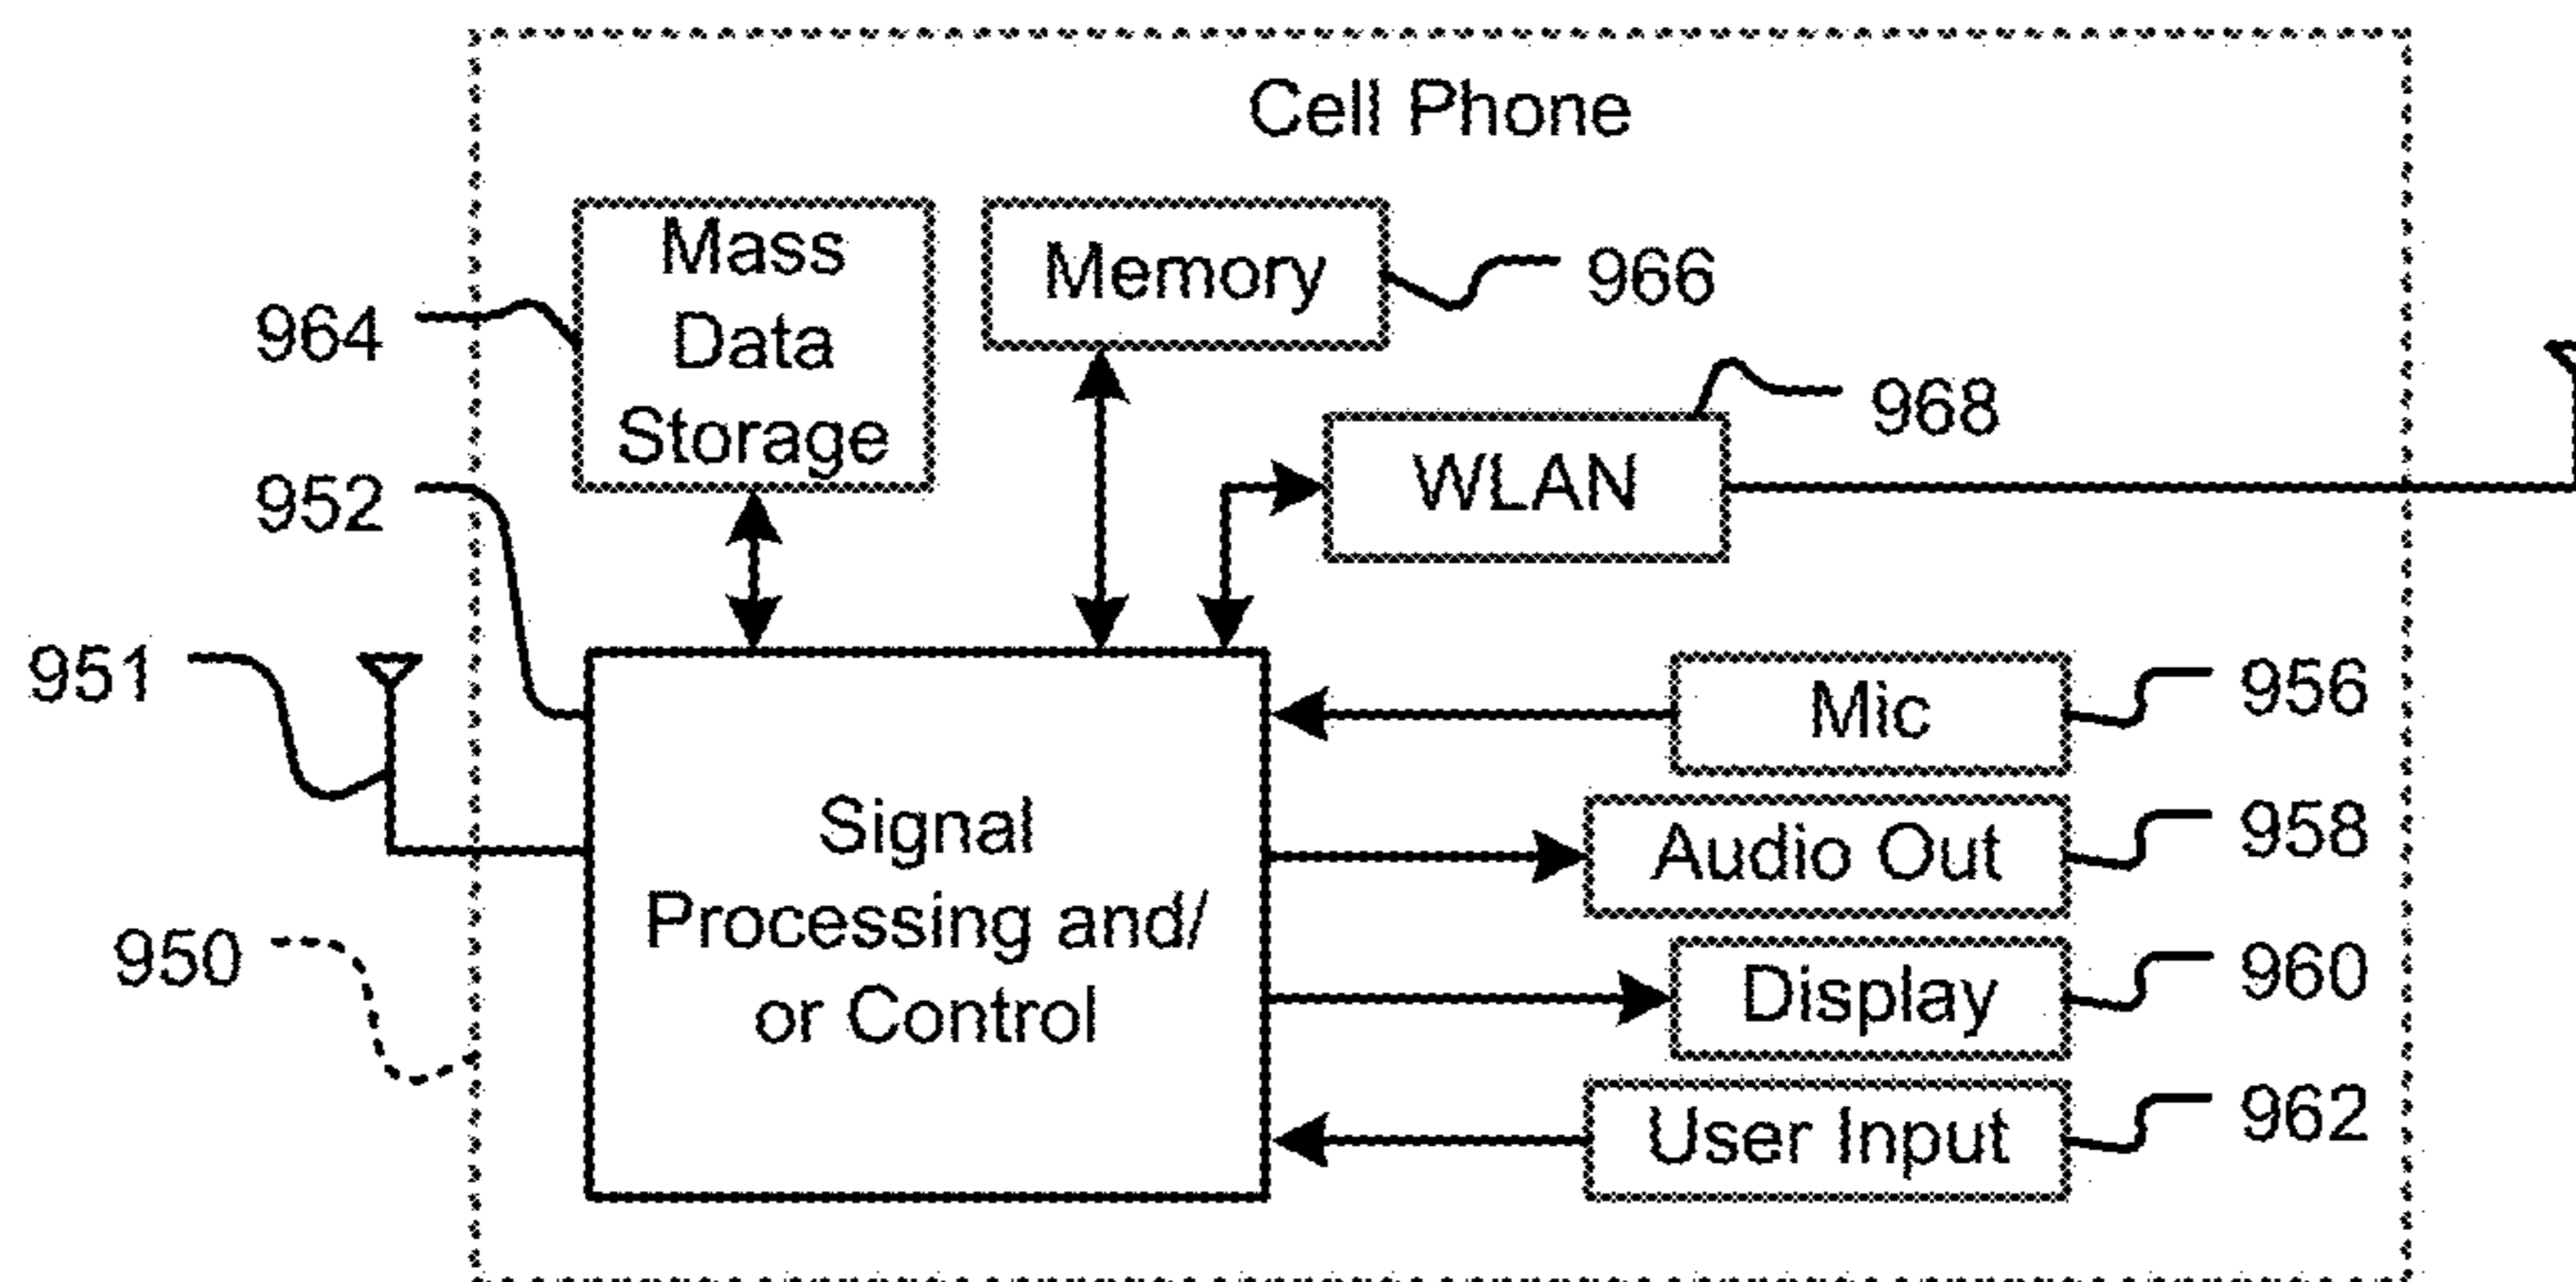 Cell Phone
Mass
Data
Storage
Memory
966
964
968
WLAN
952
951
Mic
956
Signal
Processing and/
or Control
Audio Out
958
950
Display
960
User Input
962